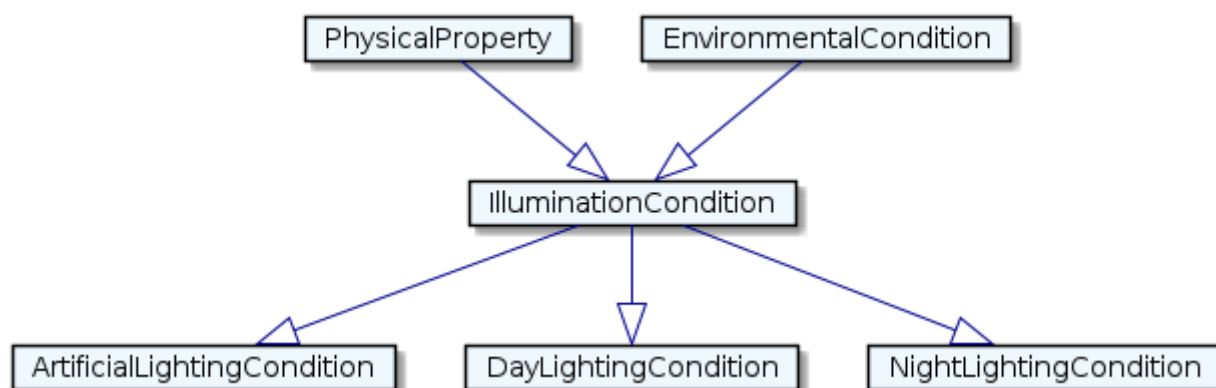 PhysicalProperty
EnvironmentalCondition
IlluminationCondition
ArtificialLightingCondition
DayLightingCondition
NightLightingCondition